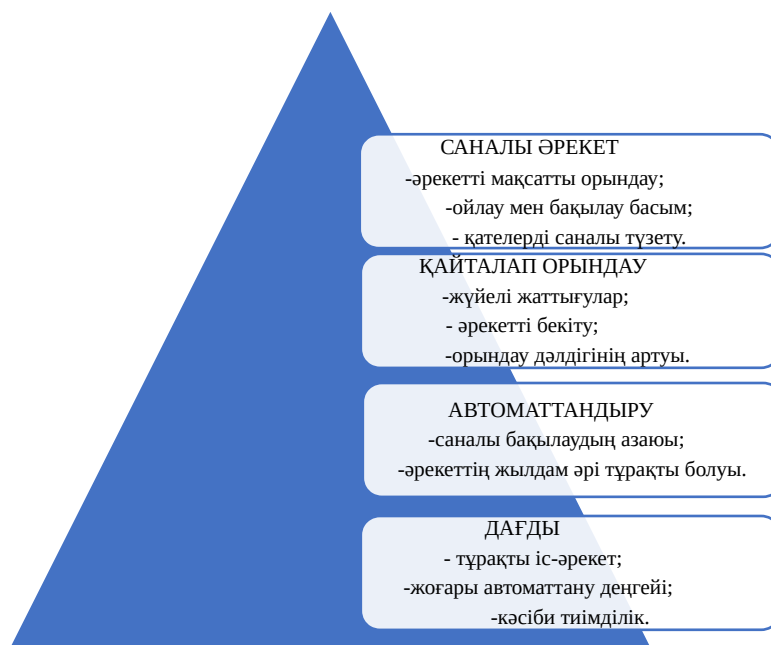 САНАЛЫ ӘРЕКЕТ
-әрекетті мақсатты орындау;
-ойлау мен бақылау басым;
- қателерді саналы түзету.
ҚАЙТАЛАП ОРЫНДАУ
-жүйелі жаттығулар;
- әрекетті бекіту;
-орындау дәлдігінің артуы.
АВТОМАТТАНДЫРУ
-саналы бақылаудың азаюы;
-әрекеттің жылдам әрі тұрақты болуы.
ДАҒДЫ
- тұрақты іс-әрекет;
-жоғары автоматтану деңгейі;
-кәсіби тиімділік.